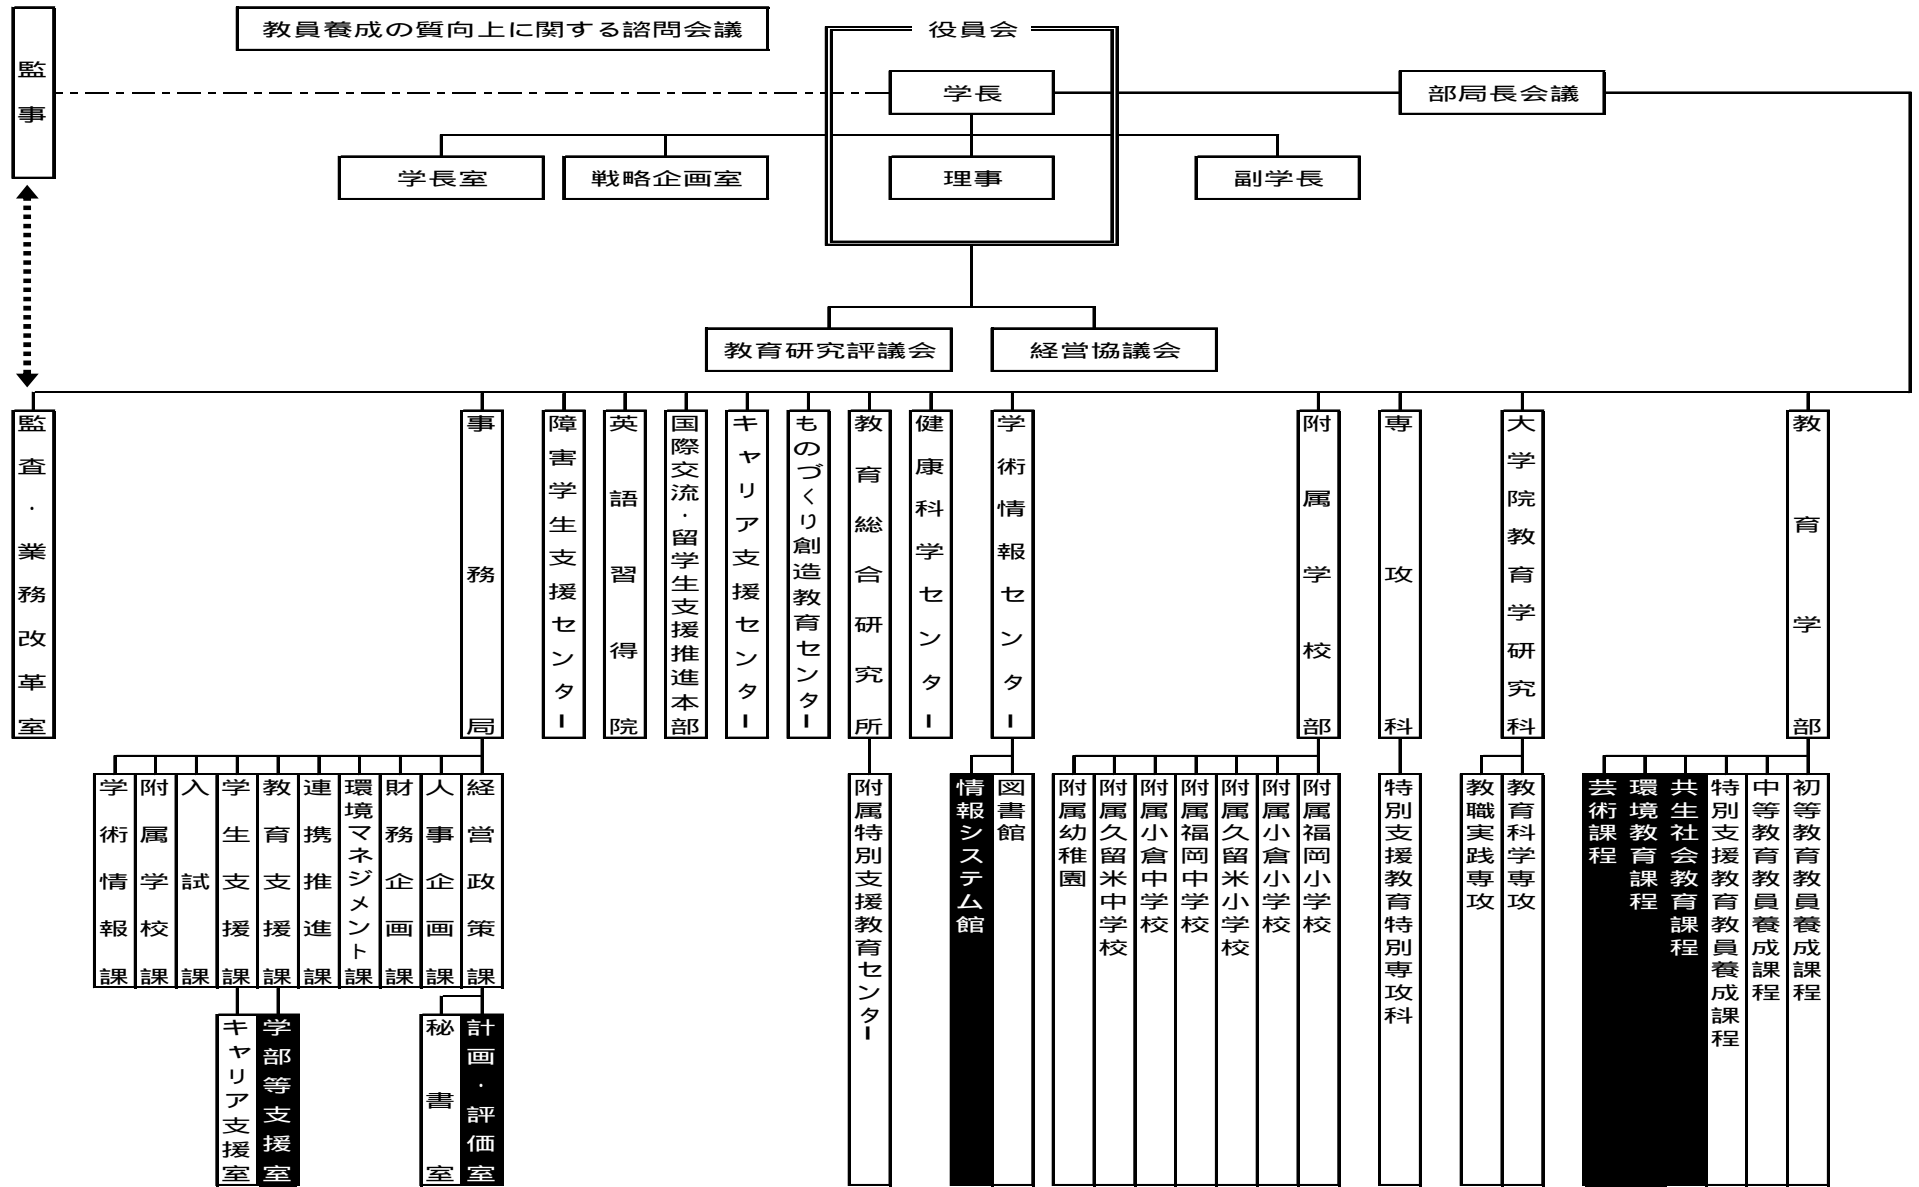 教員養成の質向上に関する諮問会議
役員会
監事
学長
部局長会議
学長室
戦略企画室
理事
副学長
教育研究評議会
経営協議会
監査・業務改革室
事務局
障害学生支援センター
英語習得院
国際交流・留学生支援推進本部
キャリア支援センター
ものづくり創造教育センター
教育総合研究所
健康科学センター
学術情報センター
附属学校部
専攻科
大学院教育学研究科
教育学部
学術情報課
附属学校課
入試課
学生支援課
教育支援課
連携推進課
環境マネジメント課
財務企画課
人事企画課
経営政策課
附属特別支援教育センター
情報システム館
図書館
附属幼稚園
附属久留米中学校
附属小倉中学校
附属福岡中学校
附属久留米小学校
附属小倉小学校
附属福岡小学校
特別支援教育特別専攻科
教職実践専攻
教育科学専攻
芸術課程
環境教育課程
共生社会教育課程
特別支援教育教員養成課程
中等教育教員養成課程
初等教育教員養成課程
キャリア支援室
学部等支援室
秘書室
計画・評価室